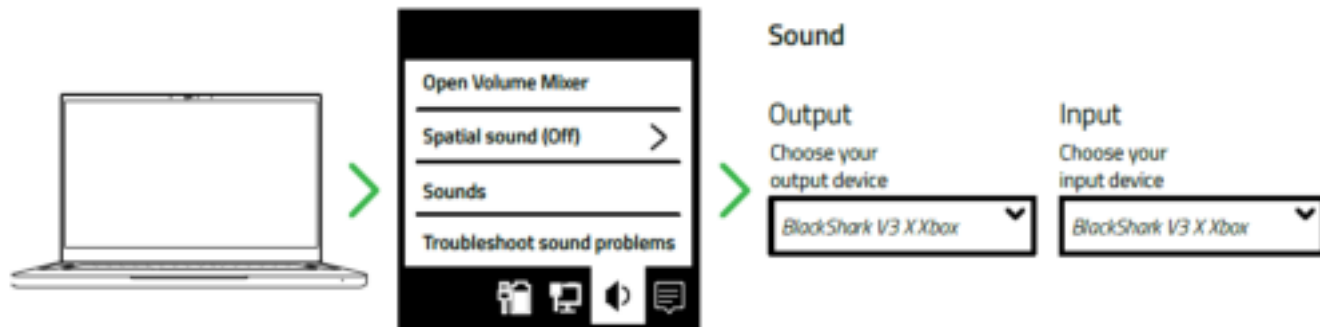 Open Volume Mixer
Spatial sound (Off)
Sounds
Troubleshoot sound problems
Sound
Output
Choose your
output device
BlackShark V3 X Xbox
Input
Choose your
input device
BlackShark V3 X Xbox